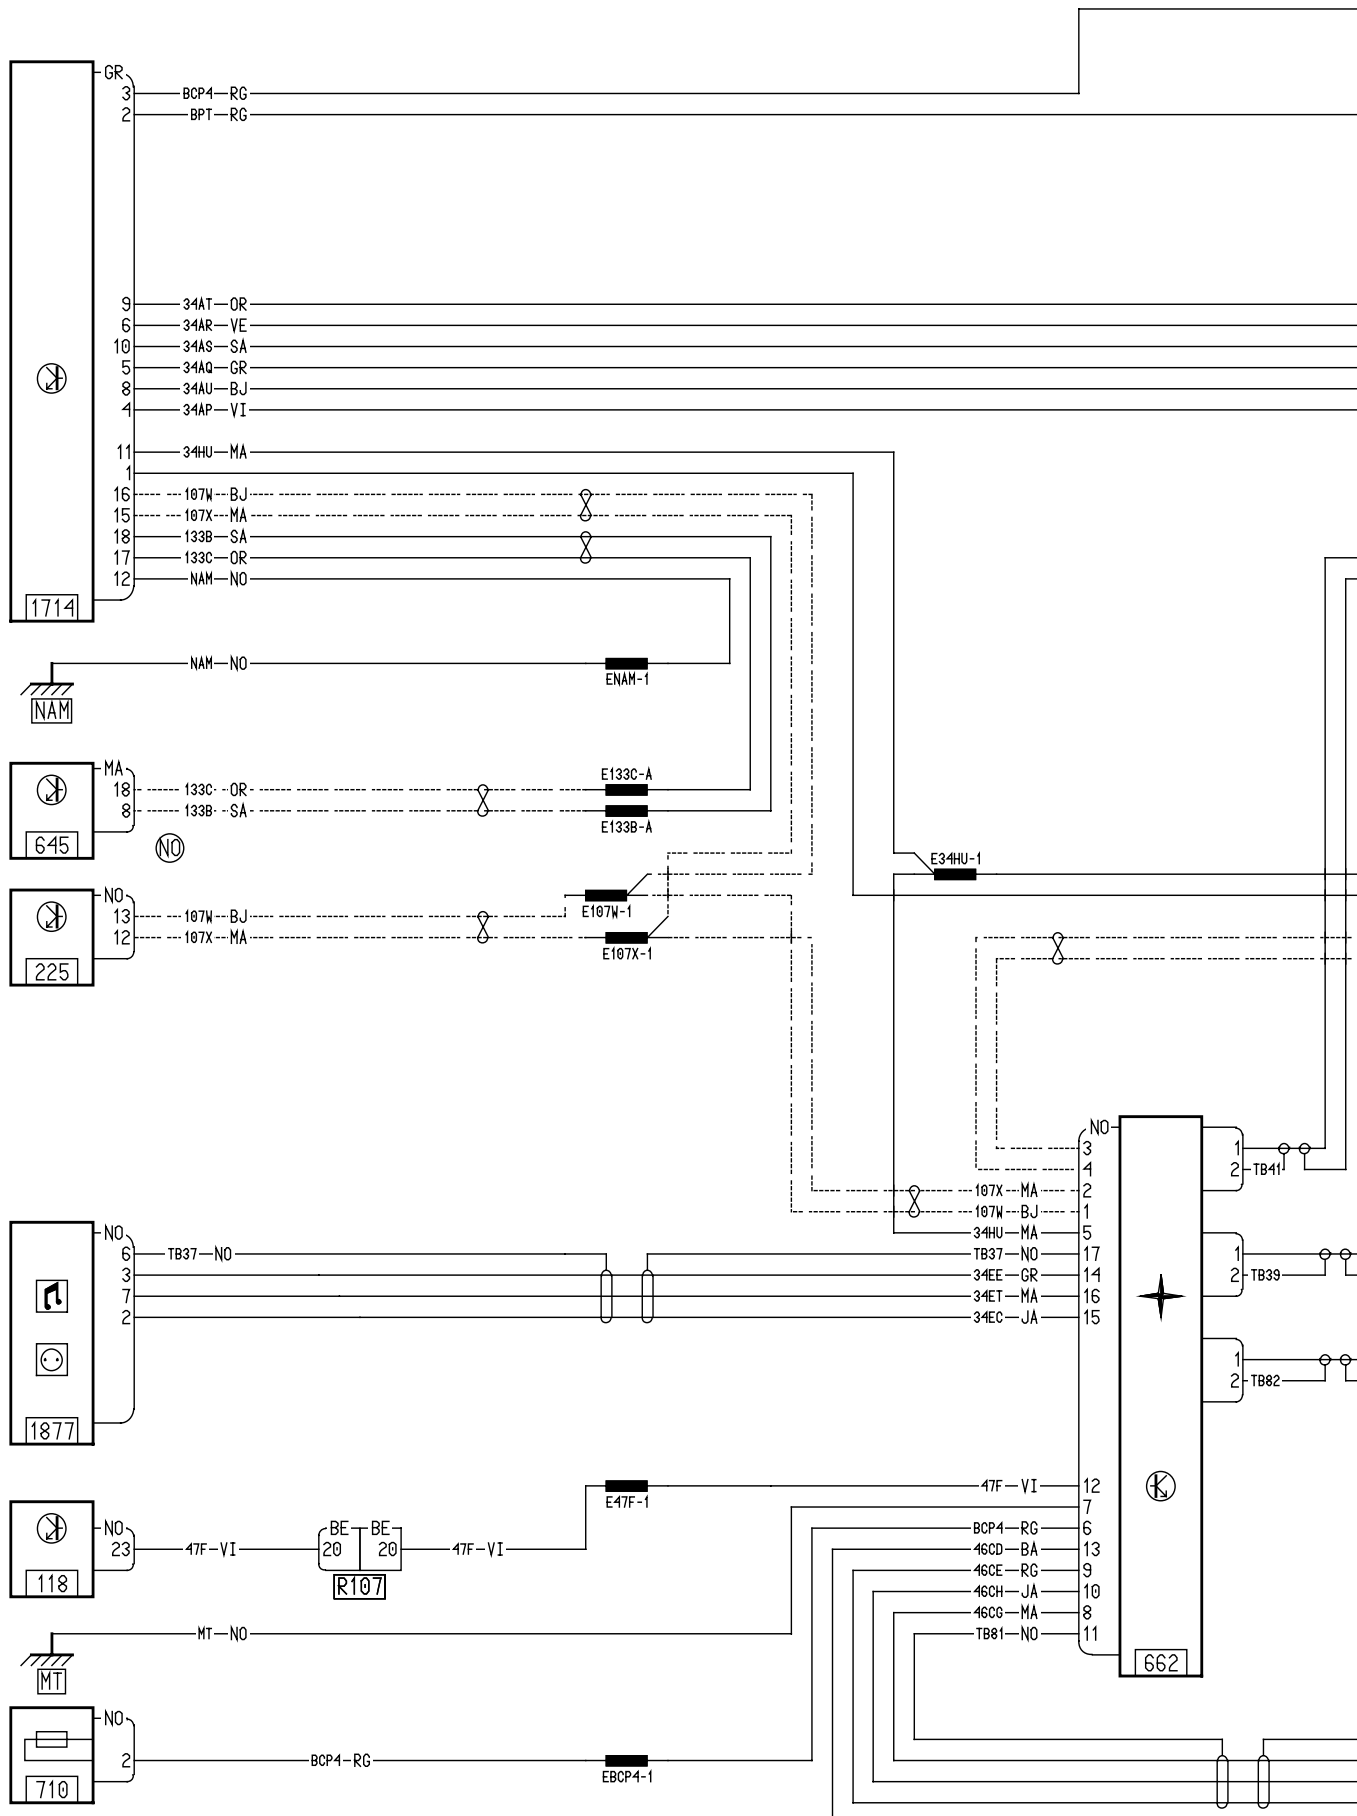 GR
3 BCP4 RG
2 BPT RG
9 34AT OR
6 34AR VE
10 34AS SA
5 34AQ GR
8 34AU BJ
4 34AP VI
11 34HU MA
1
16 107W BJ
15 107X MA
18 133B SA
17 133C OR
12 NAM NO
1714
NAM NO
ENAM-1
NAM
MA
18 133C OR
8 133B SA
E133C-A
E133B-A
645
NO
E34HU-1
NO
13 107W BJ
12 107X MA
E107W-1
E107X-1
225
NO
3
4
107X MA 2
107W BJ 1
34HU MA 5
TB37 NO 17
34EE GR 14
34ET MA 16
34EC JA 15
1
2 TB41
1
2 TB39
1
2 TB82
NO
6 TB37 NO
3
7
2
1877
E47F-1
47F VI 12
7
BCP4 RG 6
46CD BA 13
46CE RG 9
46CH JA 10
46CG MA 8
TB81 NO 11
662
NO
23 47F VI
BE BE
20 20
47F VI
R107
118
MT NO
MT
NO
2 BCP4 RG
EBCP4-1
710